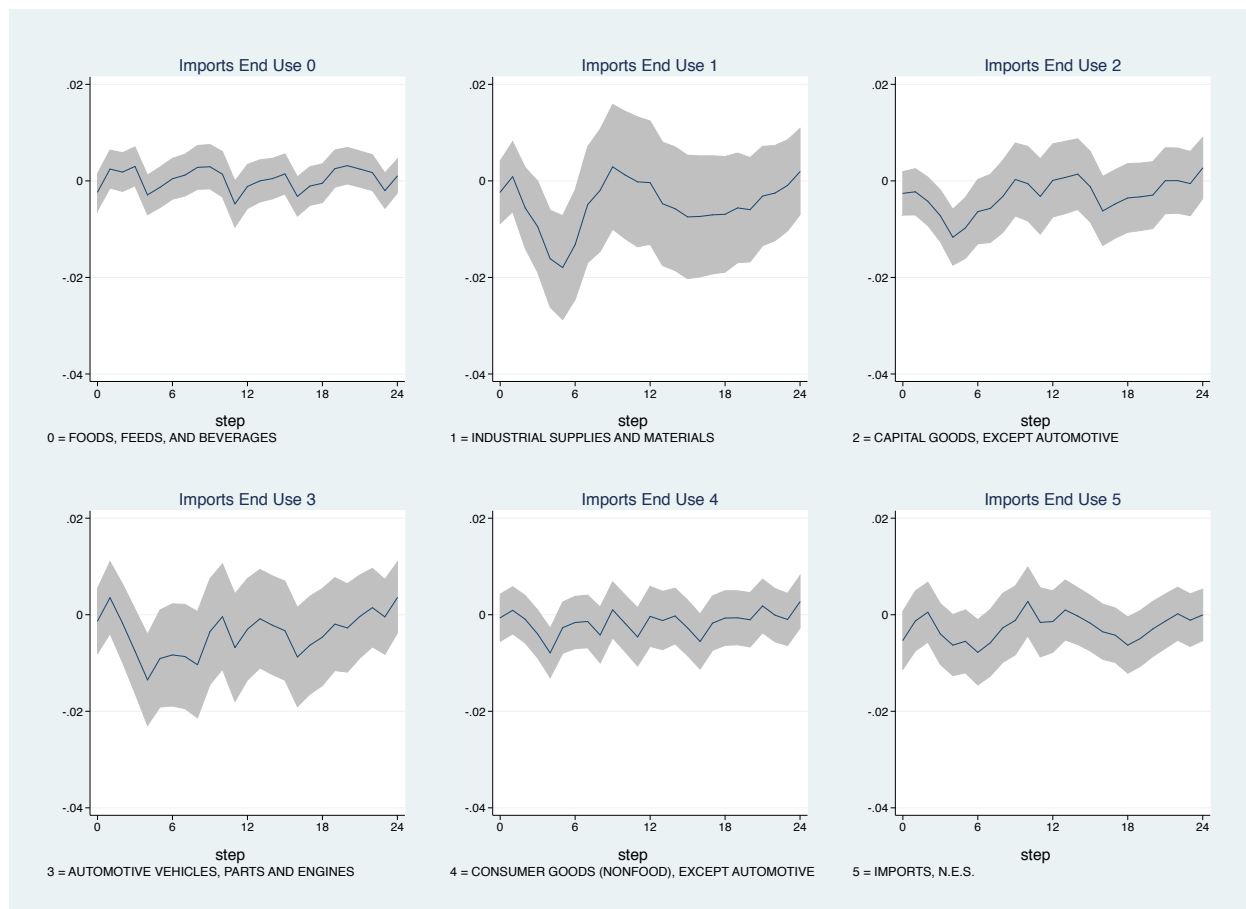 Imports End Use 0
.02
0
-.02
-.04
0 6 12 18 24
step
0 = FOODS, FEEDS, AND BEVERAGES
Imports End Use 1
.02
0
-.02
-.04
0 6 12 18 24
step
1 = INDUSTRIAL SUPPLIES AND MATERIALS
Imports End Use 2
.02
0
-.02
-.04
0 6 12 18 24
step
2 = CAPITAL GOODS, EXCEPT AUTOMOTIVE
Imports End Use 3
.02
0
-.02
-.04
0 6 12 18 24
step
3 = AUTOMOTIVE VEHICLES, PARTS AND ENGINES
Imports End Use 4
.02
0
-.02
-.04
0 6 12 18 24
step
4 = CONSUMER GOODS (NONFOOD), EXCEPT AUTOMOTIVE
Imports End Use 5
.02
0
-.02
-.04
0 6 12 18 24
step
5 = IMPORTS, N.E.S.